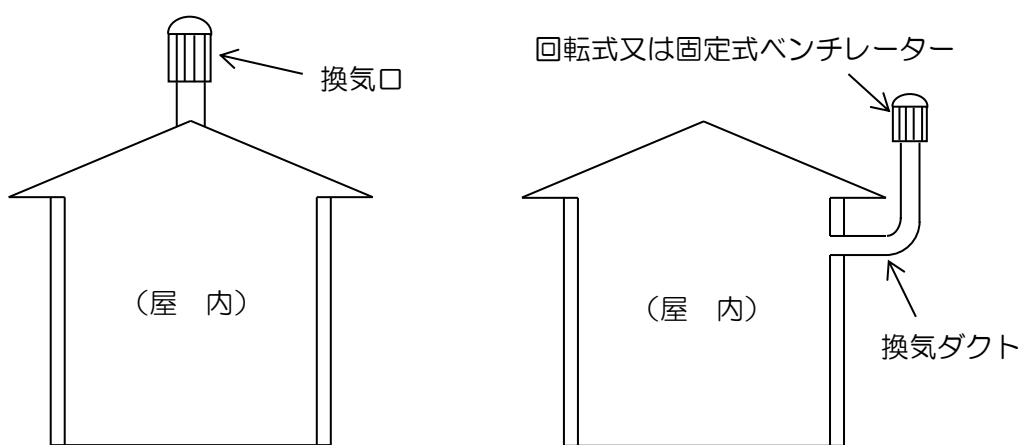 換気口
（屋　内）
回転式又は固定式ベンチレーター
（屋　内）
換気ダクト